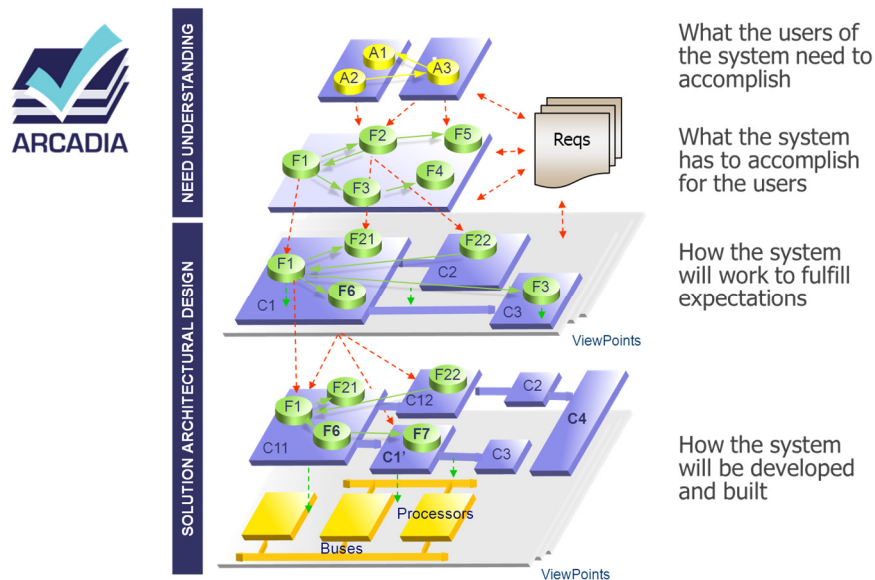 ARCADIA
NEED UNDERSTANDING
SOLUTION ARCHITECTURAL DESIGN
A1
A2
A3
What the users of
the system need to
accomplish
F2
F5
F1
F4
F3
Reqs
What the system
has to accomplish
for the users
F21
F22
F1
C2
F6
F3
C1
C3
ViewPoints
How the system
will work to fulfill
expectations
F22
F21
C2
F1
C12
C4
F6
F7
C11
C1'
C3
Processors
Buses
ViewPoints
How the system
will be developed
and built